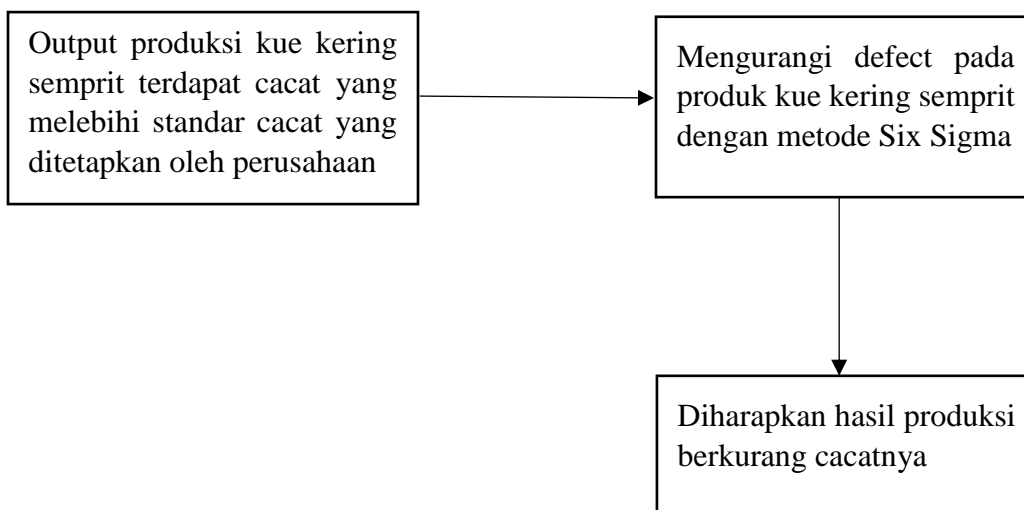 Output produksi kue kering
semprit terdapat cacat yang
melebihi standar cacat yang
ditetapkan oleh perusahaan
Mengurangi defect pada
produk kue kering semprit
dengan metode Six Sigma
Diharapkan hasil produksi
berkurang cacatnya